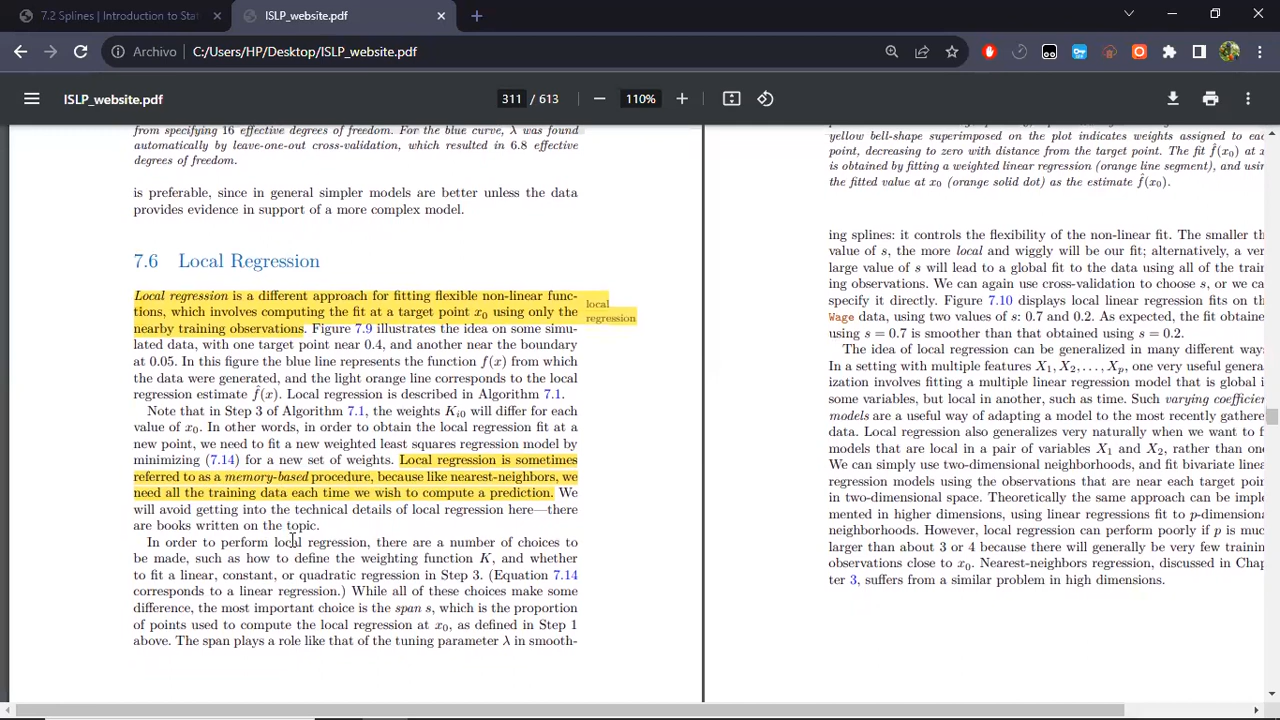 7.2 Splines | Introduction to Stat
ISLP_website.pdf
Archivo
C:/Users/HP/Desktop/ISLP_website.pdf
ISLP_website.pdf
311 / 613
110%
from specifying 16 effective degrees of freedom. For the blue curve, λ was found
automatically by leave-one-out cross-validation, which resulted in 6.8 effective
degrees of freedom.
is preferable, since in general simpler models are better unless the data
provides evidence in support of a more complex model.
7.6 Local Regression
Local regression is a different approach for fitting flexible non-linear func-
tions, which involves computing the fit at a target point x₀ using only the
nearby training observations. Figure 7.9 illustrates the idea on some simu-
lated data, with one target point near 0.4, and another near the boundary
at 0.05. In this figure the blue line represents the function f(x) from which
the data were generated, and the light orange line corresponds to the local
regression estimate f̂(x). Local regression is described in Algorithm 7.1.
Note that in Step 3 of Algorithm 7.1, the weights Kᵢ₀ will differ for each
value of x₀. In other words, in order to obtain the local regression fit at a
new point, we need to fit a new weighted least squares regression model by
minimizing (7.14) for a new set of weights. Local regression is sometimes
referred to as a memory-based procedure, because like nearest-neighbors, we
need all the training data each time we wish to compute a prediction. We
will avoid getting into the technical details of local regression here—there
are books written on the topic.
In order to perform local regression, there are a number of choices to
be made, such as how to define the weighting function K, and whether
to fit a linear, constant, or quadratic regression in Step 3. (Equation 7.14
corresponds to a linear regression.) While all of these choices make some
difference, the most important choice is the span s, which is the proportion
of points used to compute the local regression at x₀, as defined in Step 1
above. The span plays a role like that of the tuning parameter λ in smooth-
local
regression
yellow bell-shape superimposed on the plot indicates weights assigned to eac
point, decreasing to zero with distance from the target point. The fit f̂(x₀) at x
is obtained by fitting a weighted linear regression (orange line segment), and usin
the fitted value at x₀ (orange solid dot) as the estimate f̂(x₀).
ing splines: it controls the flexibility of the non-linear fit. The smaller th
value of s, the more local and wiggly will be our fit; alternatively, a ver
large value of s will lead to a global fit to the data using all of the train
ing observations. We can again use cross-validation to choose s, or we ca
specify it directly. Figure 7.10 displays local linear regression fits on th
Wage data, using two values of s: 0.7 and 0.2. As expected, the fit obtaine
using s = 0.7 is smoother than that obtained using s = 0.2.
The idea of local regression can be generalized in many different way
In a setting with multiple features X₁, X₂, . . . , Xₚ, one very useful genera
ization involves fitting a multiple linear regression model that is global i
some variables, but local in another, such as time. Such varying coefficien
models are a useful way of adapting a model to the most recently gathere
data. Local regression also generalizes very naturally when we want to f
models that are local in a pair of variables X₁ and X₂, rather than one
We can simply use two-dimensional neighborhoods, and fit bivariate linea
regression models using the observations that are near each target poin
in two-dimensional space. Theoretically the same approach can be imple
mented in higher dimensions, using linear regressions fit to p-dimensiona
neighborhoods. However, local regression can perform poorly if p is muc
larger than about 3 or 4 because there will generally be very few trainin
observations close to x₀. Nearest-neighbors regression, discussed in Chap
ter 3, suffers from a similar problem in high dimensions.